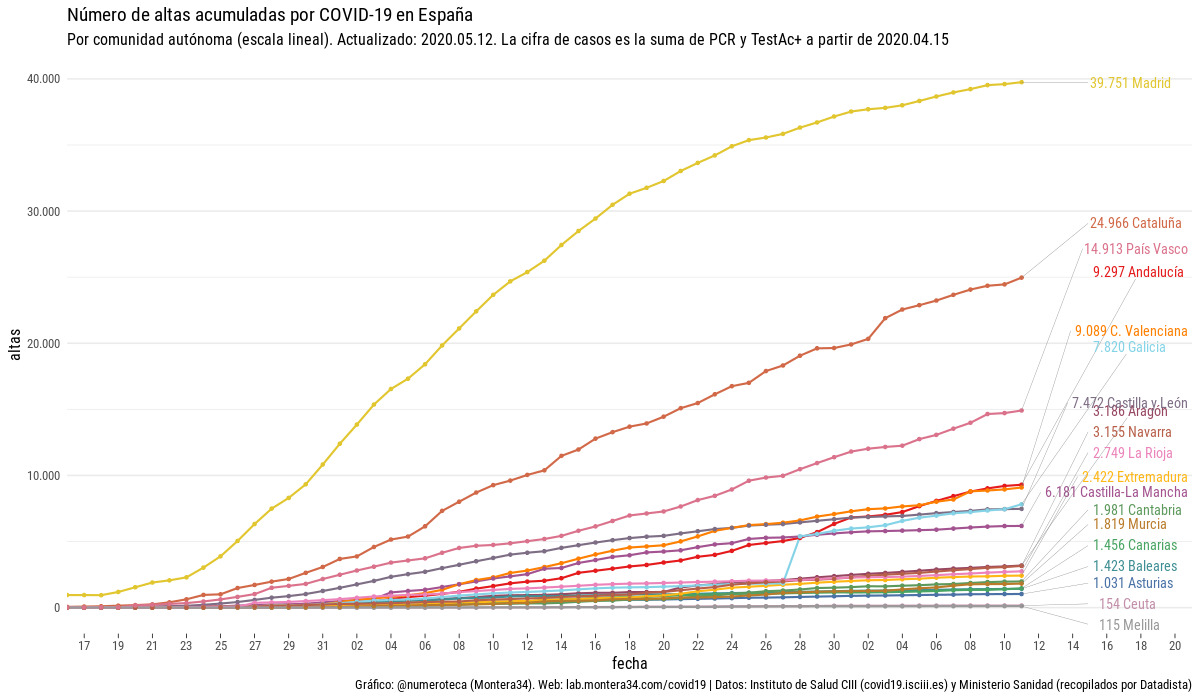 Número de altas acumuladas por COVID-19 en España
Por comunidad autónoma (escala lineal). Actualizado: 2020.05.12. La cifra de casos es la suma de PCR y TestAc+ a partir de 2020.04.15
altas
40.000
30.000
20.000
10.000
0
39.751 Madrid
24.966 Cataluña
14.913 País Vasco
9.297 Andalucía
9.089 C. Valenciana
7.820 Galicia
7.472 Castilla y León
3.186 Aragón
3.155 Navarra
2.749 La Rioja
2.422 Extremadura
6.181 Castilla-La Mancha
1.981 Cantabria
1.819 Murcia
1.456 Canarias
1.423 Baleares
1.031 Asturias
154 Ceuta
115 Melilla
17 19 21 23 25 27 29 31 02 04 06 08 10 12 14 16 18 20 22 24 26 28 30 02 04 06 08 10 12 14 16 18 20
fecha
Gráfico: @numeroteca (Montera34). Web: lab.montera34.com/covid19 | Datos: Instituto de Salud CIII (covid19.isciii.es) y Ministerio Sanidad (recopilados por Datadista)